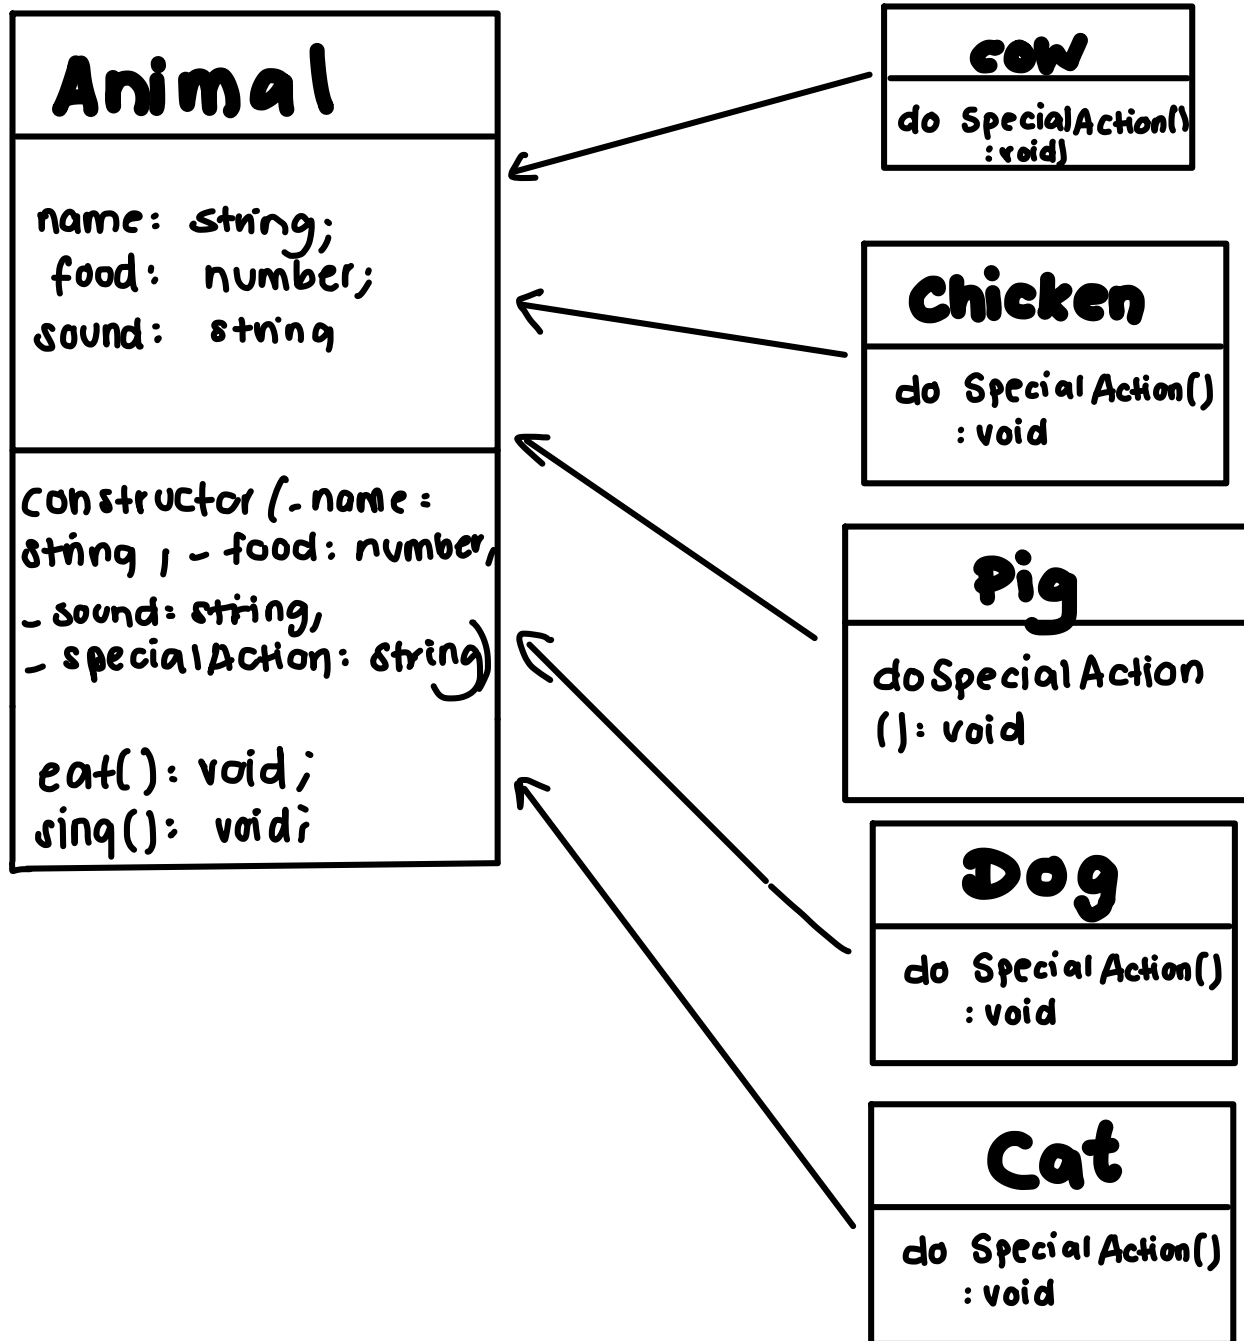 Animal
name: string;
food: number;
sound: string
constructor(_name:
string, _food: number,
_sound: string,
_specialAction: string)
eat(): void;
sing(): void;
cow
do SpecialAction()
: void
Chicken
do SpecialAction()
: void
Pig
doSpecialAction
(): void
Dog
do SpecialAction()
: void
Cat
do SpecialAction()
: void